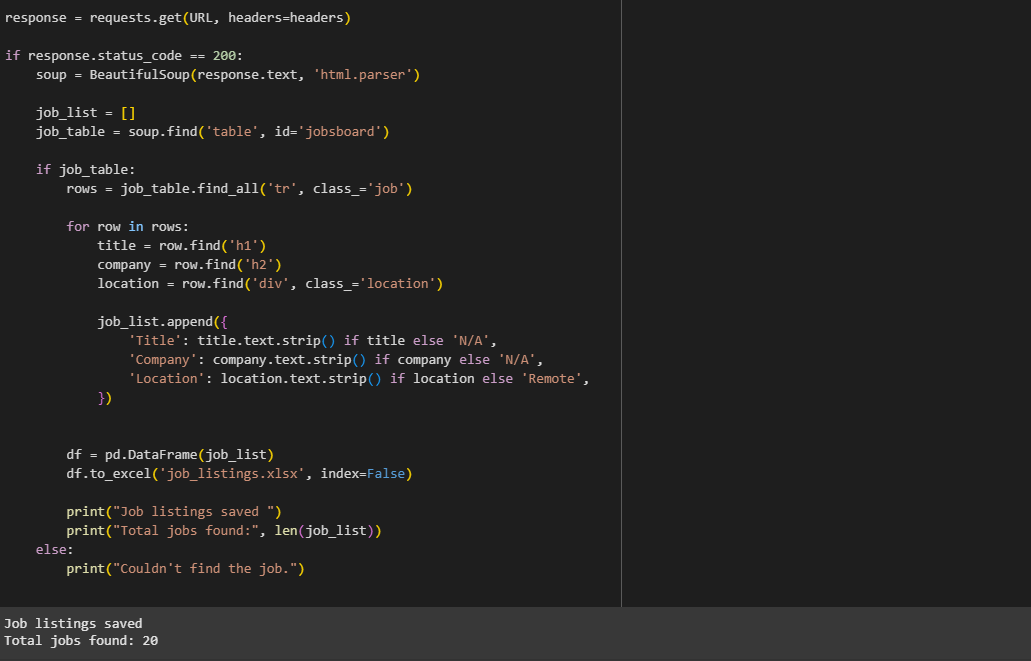 response = requests.get(URL, headers=headers)
if response.status_code == 200:
    soup = BeautifulSoup(response.text, 'html.parser')
    job_list = []
    job_table = soup.find('table', id='jobsboard')
    if job_table:
        rows = job_table.find_all('tr', class_='job')
        for row in rows:
            title = row.find('h1')
            company = row.find('h2')
            location = row.find('div', class_='location')
            job_list.append({
                'Title': title.text.strip() if title else 'N/A',
                'Company': company.text.strip() if company else 'N/A',
                'Location': location.text.strip() if location else 'Remote',
            })
        df = pd.DataFrame(job_list)
        df.to_excel('job_listings.xlsx', index=False)
        print("Job listings saved ")
        print("Total jobs found:", len(job_list))
    else:
        print("Couldn't find the job.")
Job listings saved
Total jobs found: 20